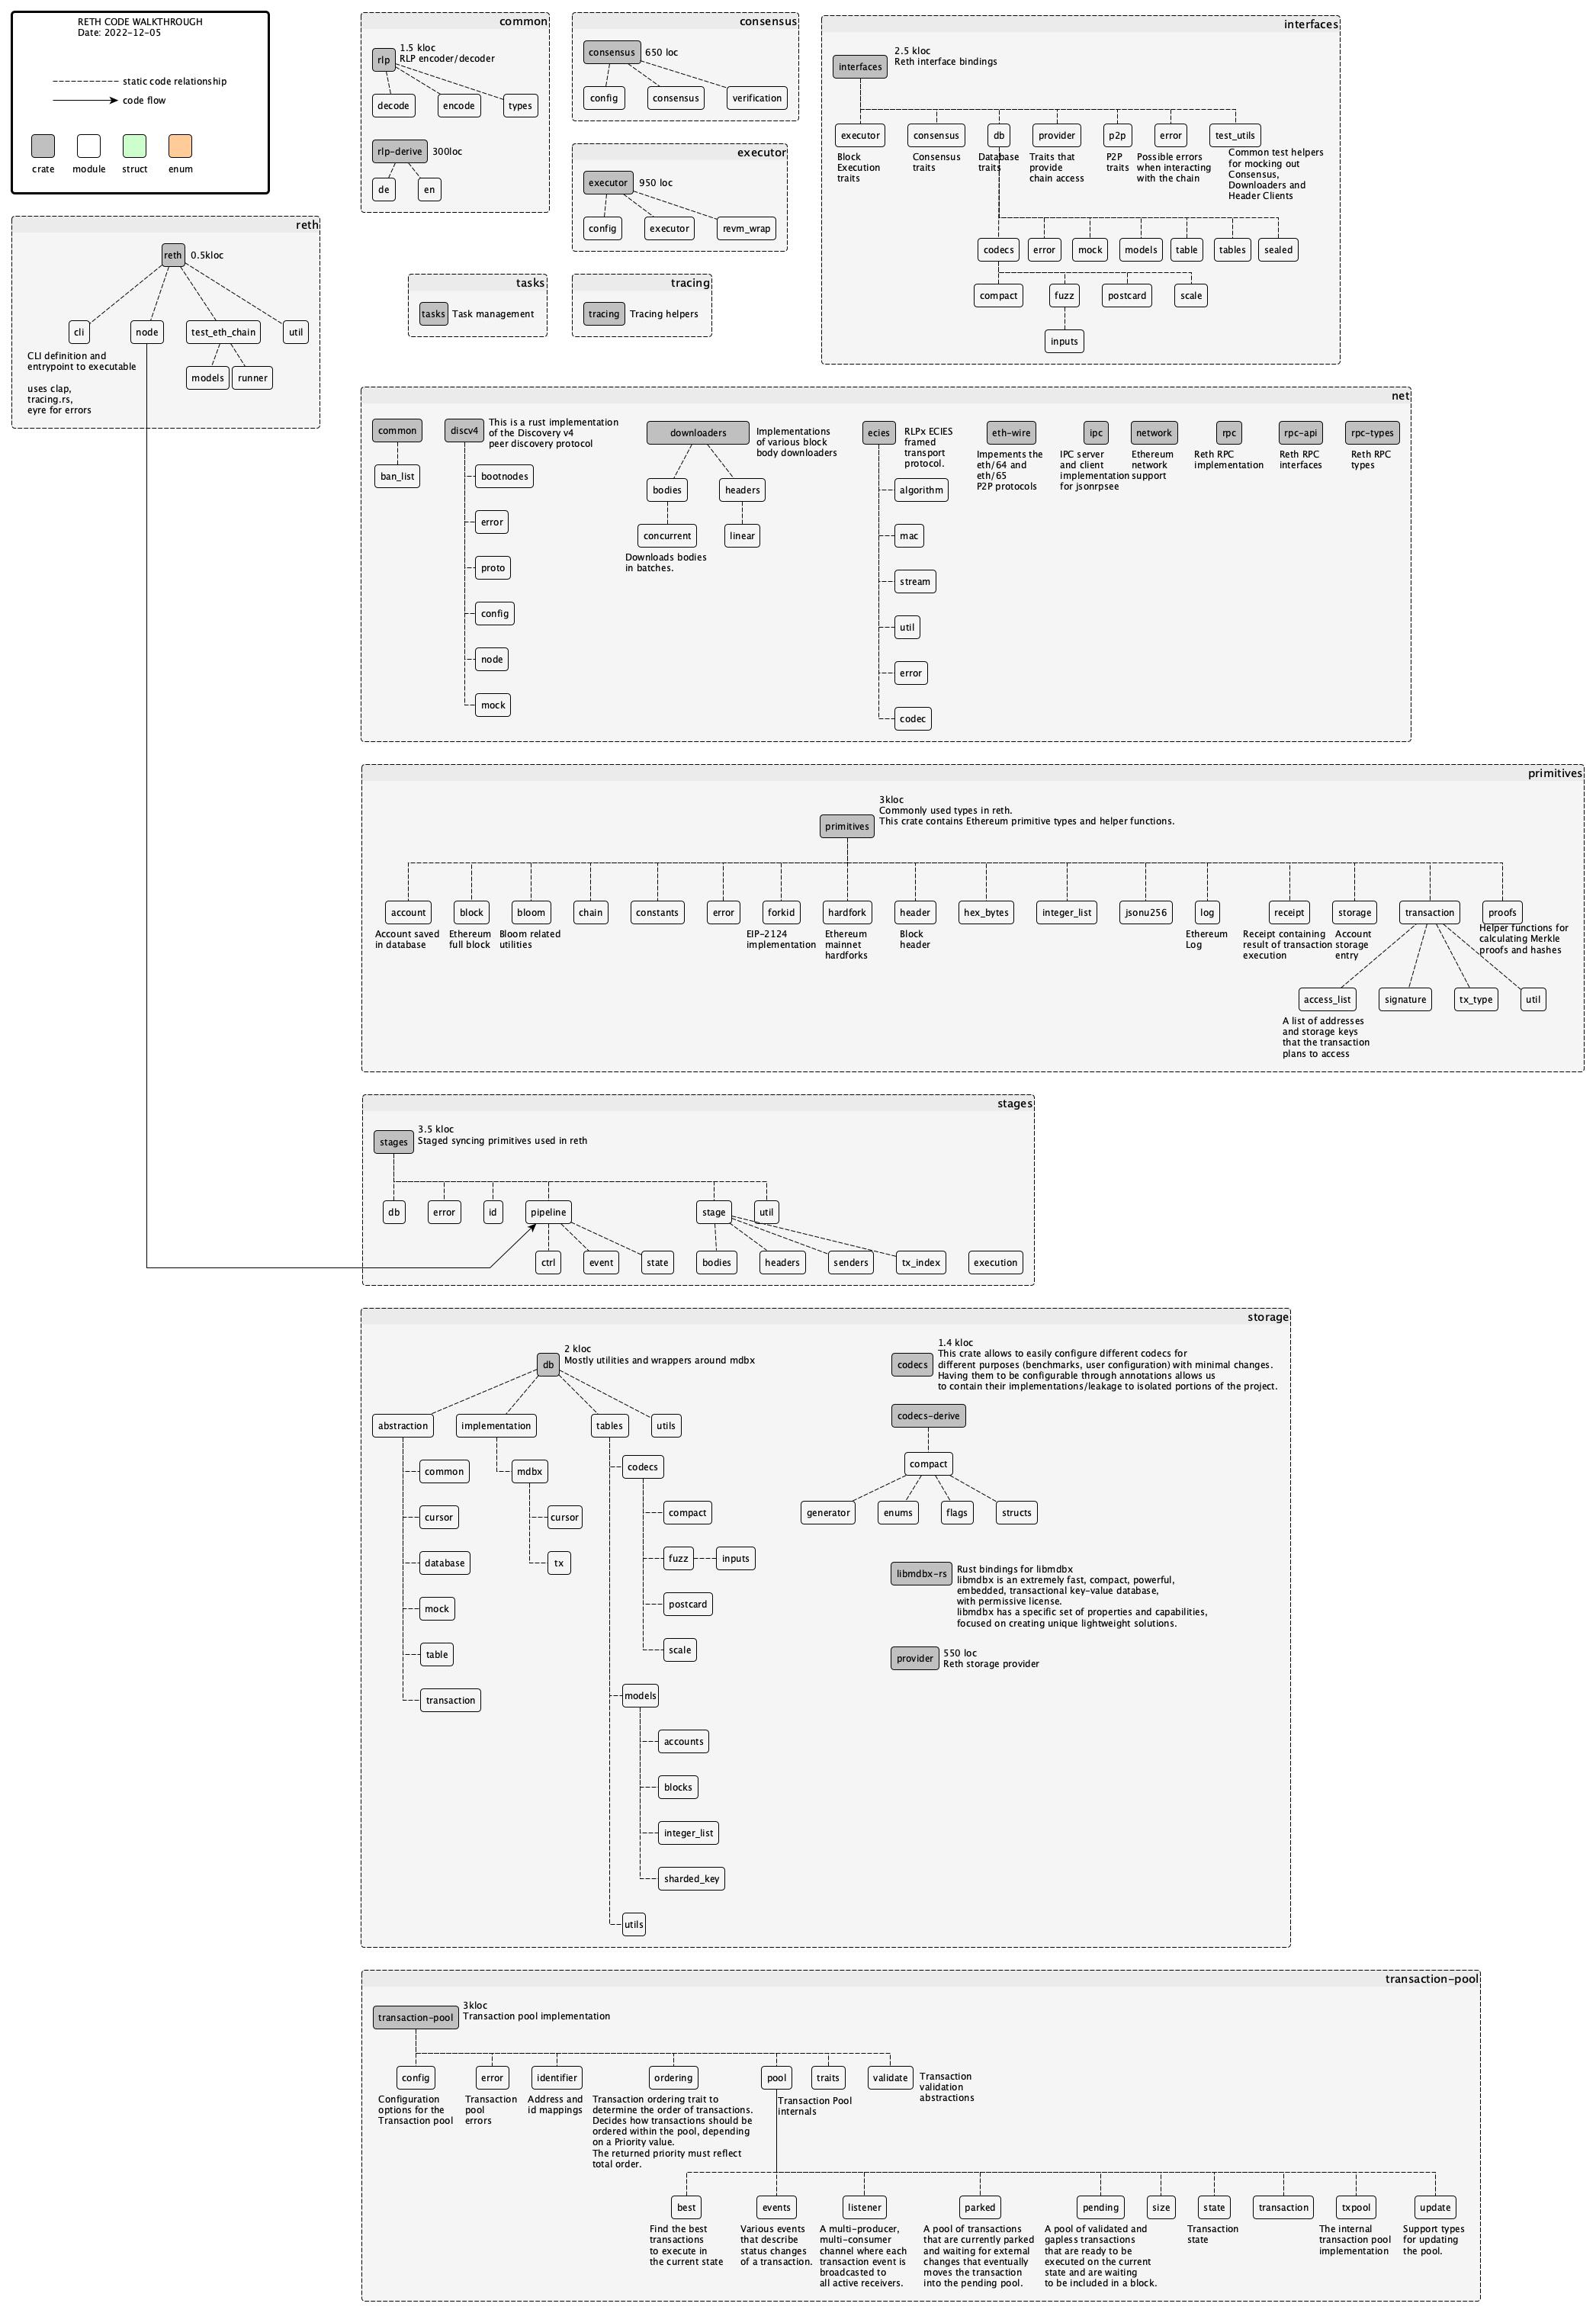 RETH CODE WALKTHROUGH
Date: 2022-12-05
static code relationship
code flow
crate
module
struct
enum
reth
reth
0.5kloc
cli
node
test_eth_chain
util
CLI definition and
entrypoint to executable
uses clap,
tracing.rs,
eyre for errors
models
runner
common
rlp
1.5 kloc
RLP encoder/decoder
decode
encode
types
rlp-derive
300loc
de
en
consensus
consensus
650 loc
config
consensus
verification
executor
executor
950 loc
config
executor
revm_wrap
tasks
tasks
Task management
tracing
tracing
Tracing helpers
interfaces
interfaces
2.5 kloc
Reth interface bindings
executor
consensus
db
provider
p2p
error
test_utils
Block
Execution
traits
Consensus
traits
Database
traits
Traits that
provide
chain access
P2P
traits
Possible errors
when interacting
with the chain
Common test helpers
for mocking out
Consensus,
Downloaders and
Header Clients
codecs
error
mock
models
table
tables
sealed
compact
fuzz
postcard
scale
inputs
net
common
ban_list
discv4
This is a rust implementation
of the Discovery v4
peer discovery protocol
bootnodes
error
proto
config
node
mock
downloaders
Implementations
of various block
body downloaders
bodies
headers
concurrent
linear
Downloads bodies
in batches.
ecies
RLPx ECIES
framed
transport
protocol.
algorithm
mac
stream
util
error
codec
eth-wire
Impements the
eth/64 and
eth/65
P2P protocols
ipc
IPC server
and client
implementation
for jsonrpsee
network
Ethereum
network
support
rpc
Reth RPC
implementation
rpc-api
Reth RPC
interfaces
rpc-types
Reth RPC
types
primitives
primitives
3kloc
Commonly used types in reth.
This crate contains Ethereum primitive types and helper functions.
account
block
bloom
chain
constants
error
forkid
hardfork
header
hex_bytes
integer_list
jsonu256
log
receipt
storage
transaction
proofs
Account saved
in database
Ethereum
full block
Bloom related
utilities
EIP-2124
implementation
Ethereum
mainnet
hardforks
Block
header
Ethereum
Log
Receipt containing
result of transaction
execution
Account
storage
entry
Helper functions for
calculating Merkle
proofs and hashes
access_list
signature
tx_type
util
A list of addresses
and storage keys
that the transaction
plans to access
stages
stages
3.5 kloc
Staged syncing primitives used in reth
db
error
id
pipeline
stage
util
ctrl
event
state
bodies
headers
senders
tx_index
execution
storage
db
2 kloc
Mostly utilities and wrappers around mdbx
abstraction
implementation
tables
utils
common
cursor
database
mock
table
transaction
mdbx
cursor
tx
codecs
compact
fuzz
inputs
postcard
scale
models
accounts
blocks
integer_list
sharded_key
utils
codecs
1.4 kloc
This crate allows to easily configure different codecs for
different purposes (benchmarks, user configuration) with minimal changes.
Having them to be configurable through annotations allows us
to contain their implementations/leakage to isolated portions of the project.
codecs-derive
compact
generator
enums
flags
structs
libmdbx-rs
Rust bindings for libmdbx
libmdbx is an extremely fast, compact, powerful,
embedded, transactional key-value database,
with permissive license.
libmdbx has a specific set of properties and capabilities,
focused on creating unique lightweight solutions.
provider
550 loc
Reth storage provider
transaction-pool
transaction-pool
3kloc
Transaction pool implementation
config
error
identifier
ordering
pool
traits
validate
Configuration
options for the
Transaction pool
Transaction
pool
errors
Address and
id mappings
Transaction ordering trait to
determine the order of transactions.
Decides how transactions should be
ordered within the pool, depending
on a Priority value.
The returned priority must reflect
total order.
Transaction Pool
internals
Transaction
validation
abstractions
best
events
listener
parked
pending
size
state
transaction
txpool
update
Find the best
transactions
to execute in
the current state
Various events
that describe
status changes
of a transaction.
A multi-producer,
multi-consumer
channel where each
transaction event is
broadcasted to
all active receivers.
A pool of transactions
that are currently parked
and waiting for external
changes that eventually
moves the transaction
into the pending pool.
A pool of validated and
gapless transactions
that are ready to be
executed on the current
state and are waiting
to be included in a block.
Transaction
state
The internal
transaction pool
implementation
Support types
for updating
the pool.